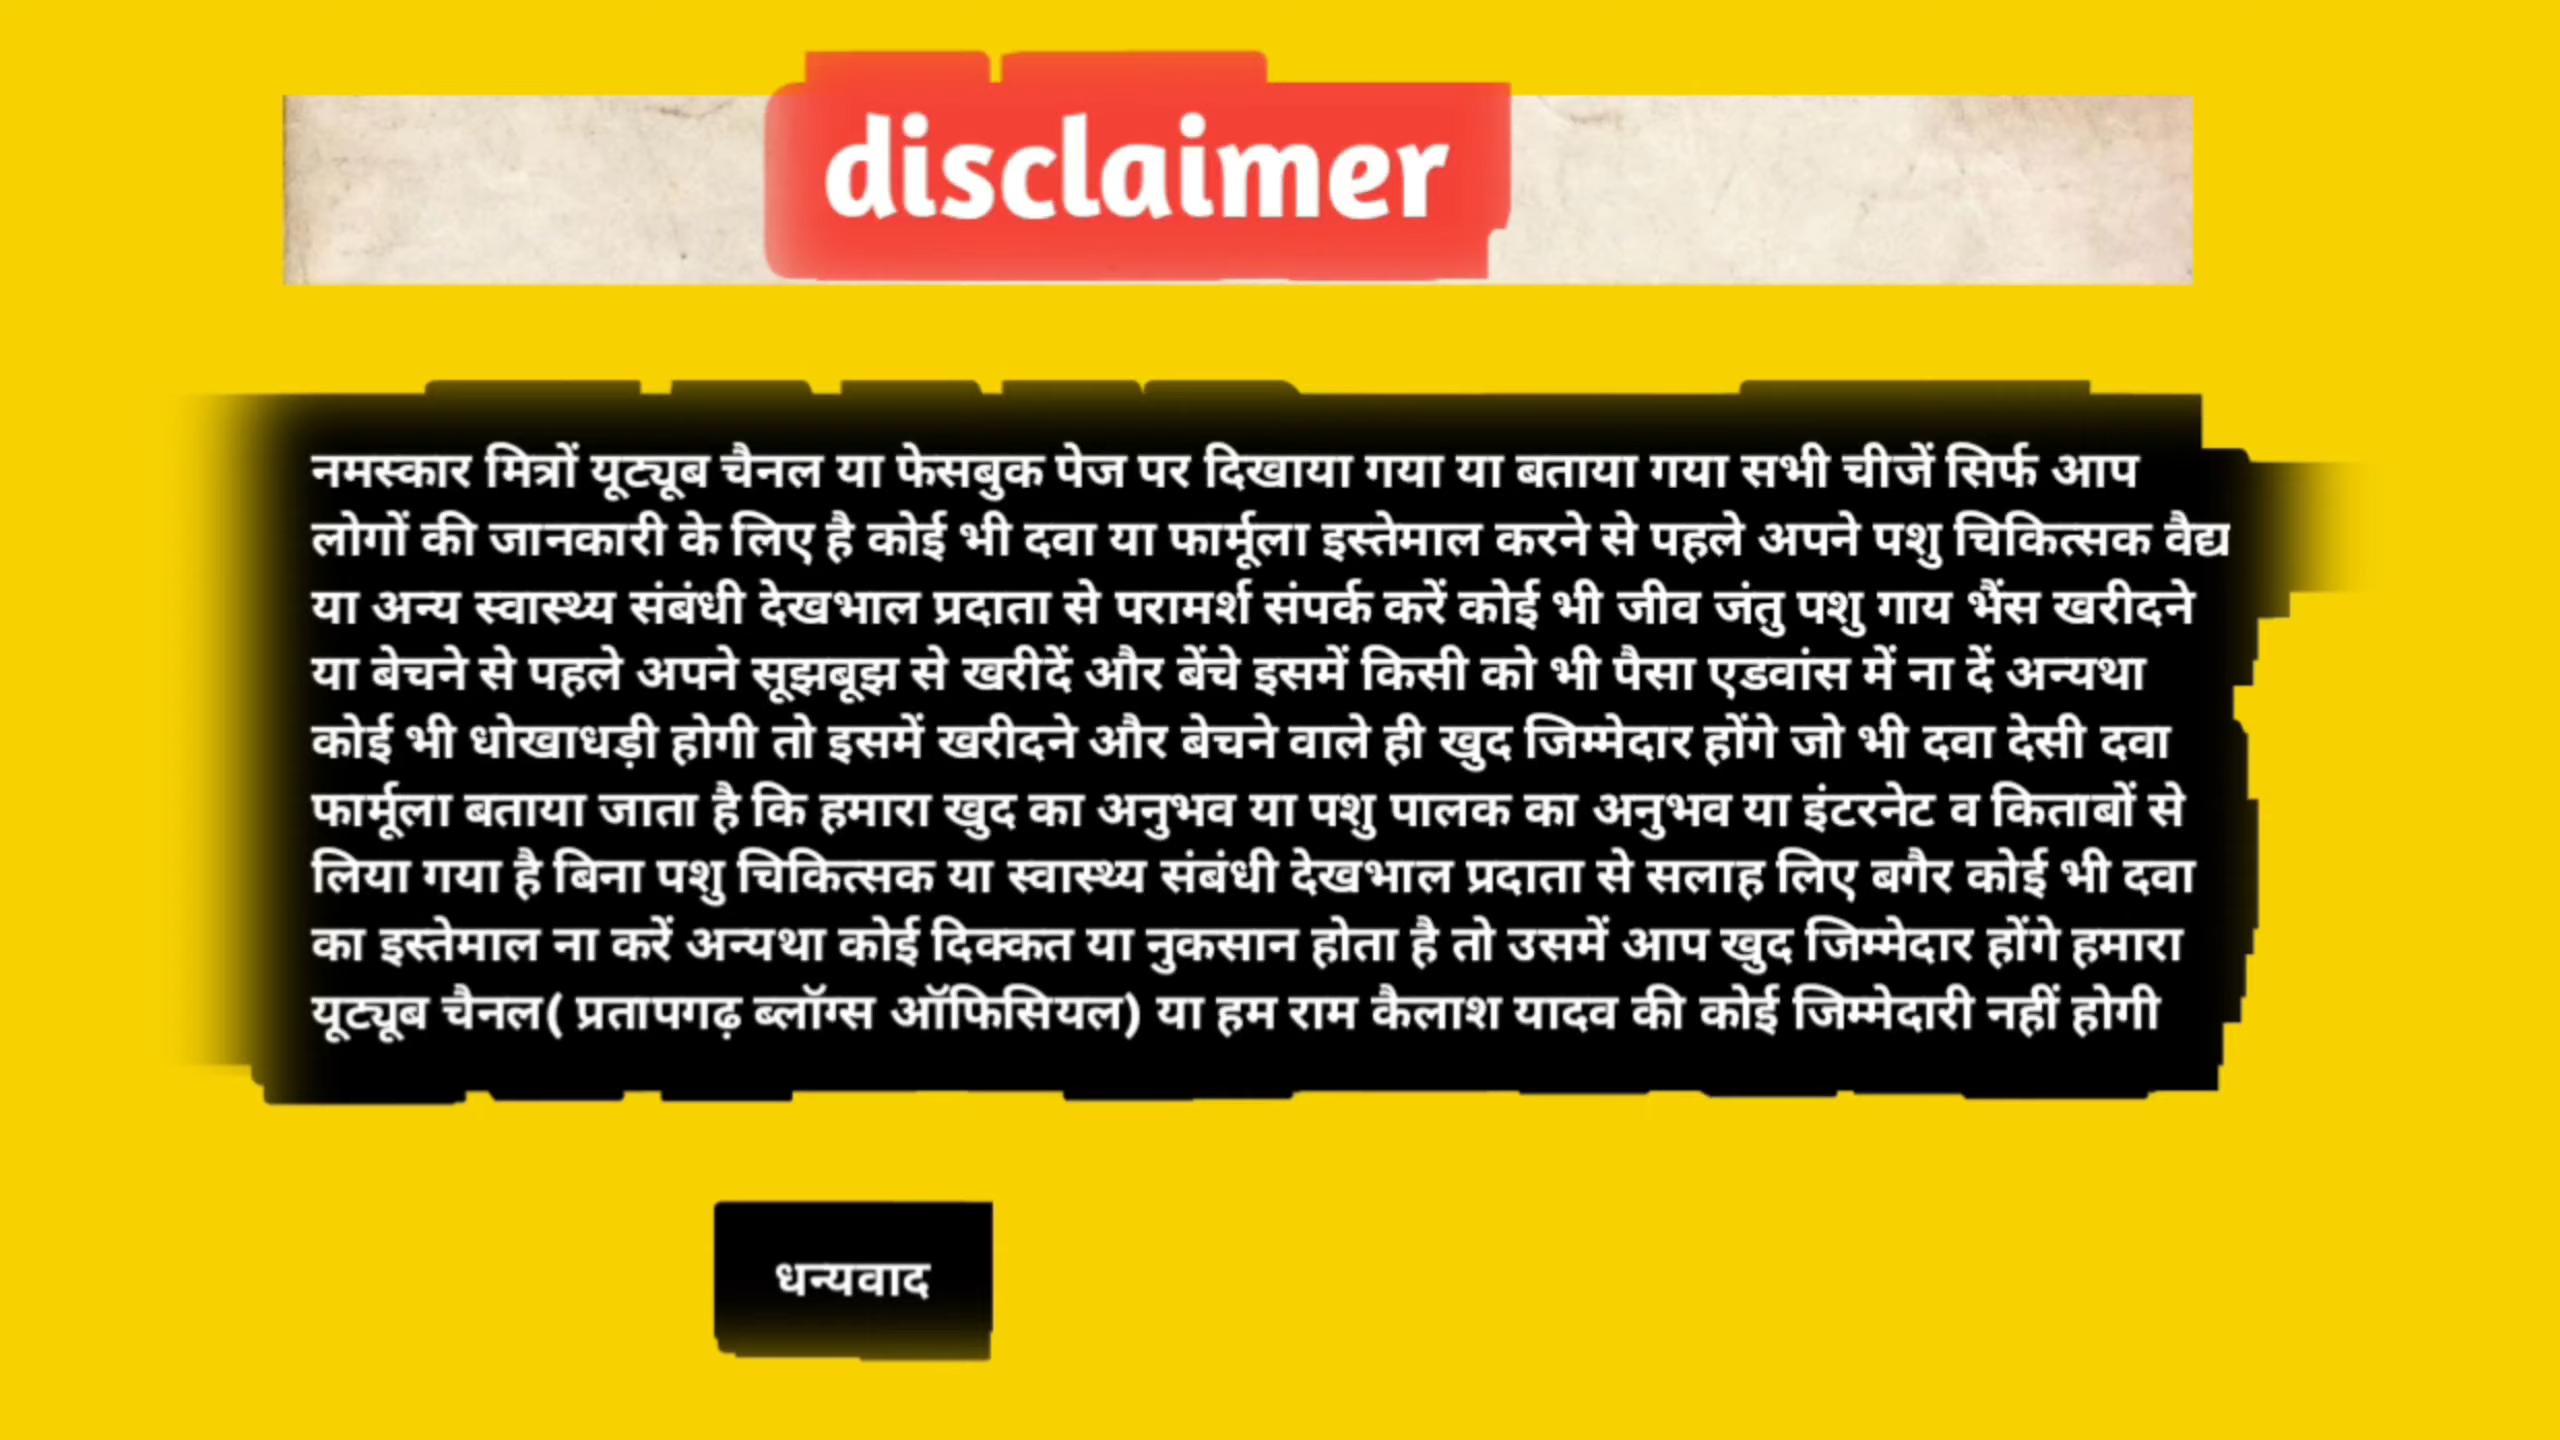 disclaimer
नमस्कार मित्रों यूट्यूब चैनल या फेसबुक पेज पर दिखाया गया या बताया गया सभी चीजें सिर्फ आप
लोगों की जानकारी के लिए है कोई भी दवा या फार्मूला इस्तेमाल करने से पहले अपने पशु चिकित्सक वैद्य
या अन्य स्वास्थ्य संबंधी देखभाल प्रदाता से परामर्श संपर्क करें कोई भी जीव जंतु पशु गाय भैंस खरीदने
या बेचने से पहले अपने सूझबूझ से खरीदें और बेंचे इसमें किसी को भी पैसा एडवांस में ना दें अन्यथा
कोई भी धोखाधड़ी होगी तो इसमें खरीदने और बेचने वाले ही खुद जिम्मेदार होंगे जो भी दवा देसी दवा
फार्मूला बताया जाता है कि हमारा खुद का अनुभव या पशु पालक का अनुभव या इंटरनेट व किताबों से
लिया गया है बिना पशु चिकित्सक या स्वास्थ्य संबंधी देखभाल प्रदाता से सलाह लिए बगैर कोई भी दवा
का इस्तेमाल ना करें अन्यथा कोई दिक्कत या नुकसान होता है तो उसमें आप खुद जिम्मेदार होंगे हमारा
यूट्यूब चैनल( प्रतापगढ़ ब्लॉग्स ऑफिसियल) या हम राम कैलाश यादव की कोई जिम्मेदारी नहीं होगी
धन्यवाद